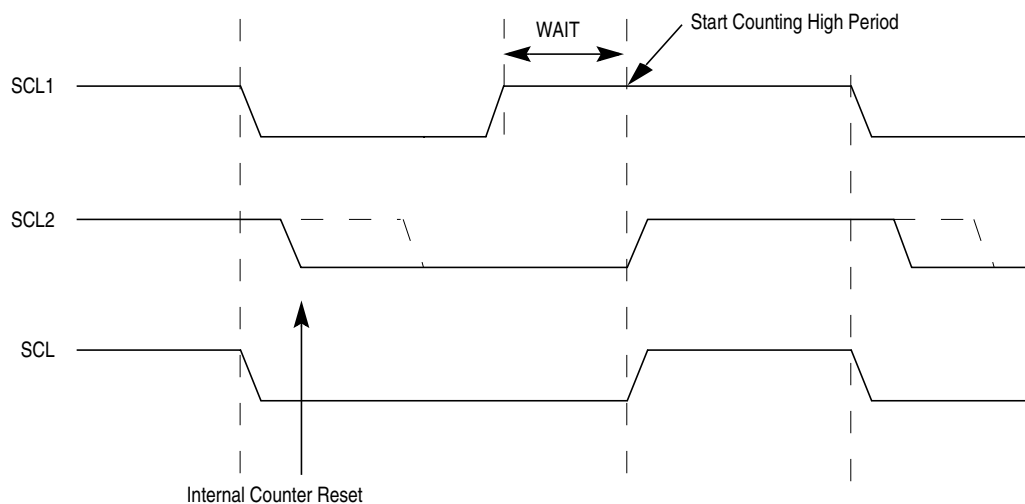 WAIT
Start Counting High Period
SCL1
SCL2
SCL
Internal Counter Reset